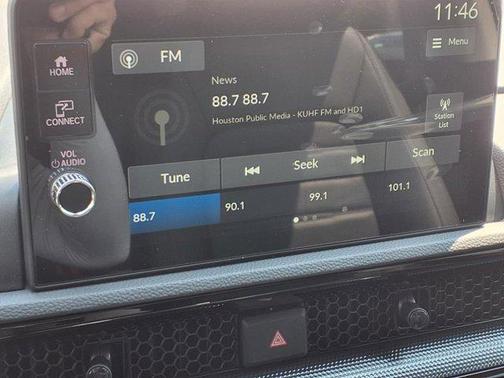 11:46
HOME
FM
Menu
News
88.7 88.7
Houston Public Media - KUHF FM and HD1
CONNECT
Station
List
VOL
AUDIO
Tune
Seek
Scan
88.7
90.1
99.1
101.1